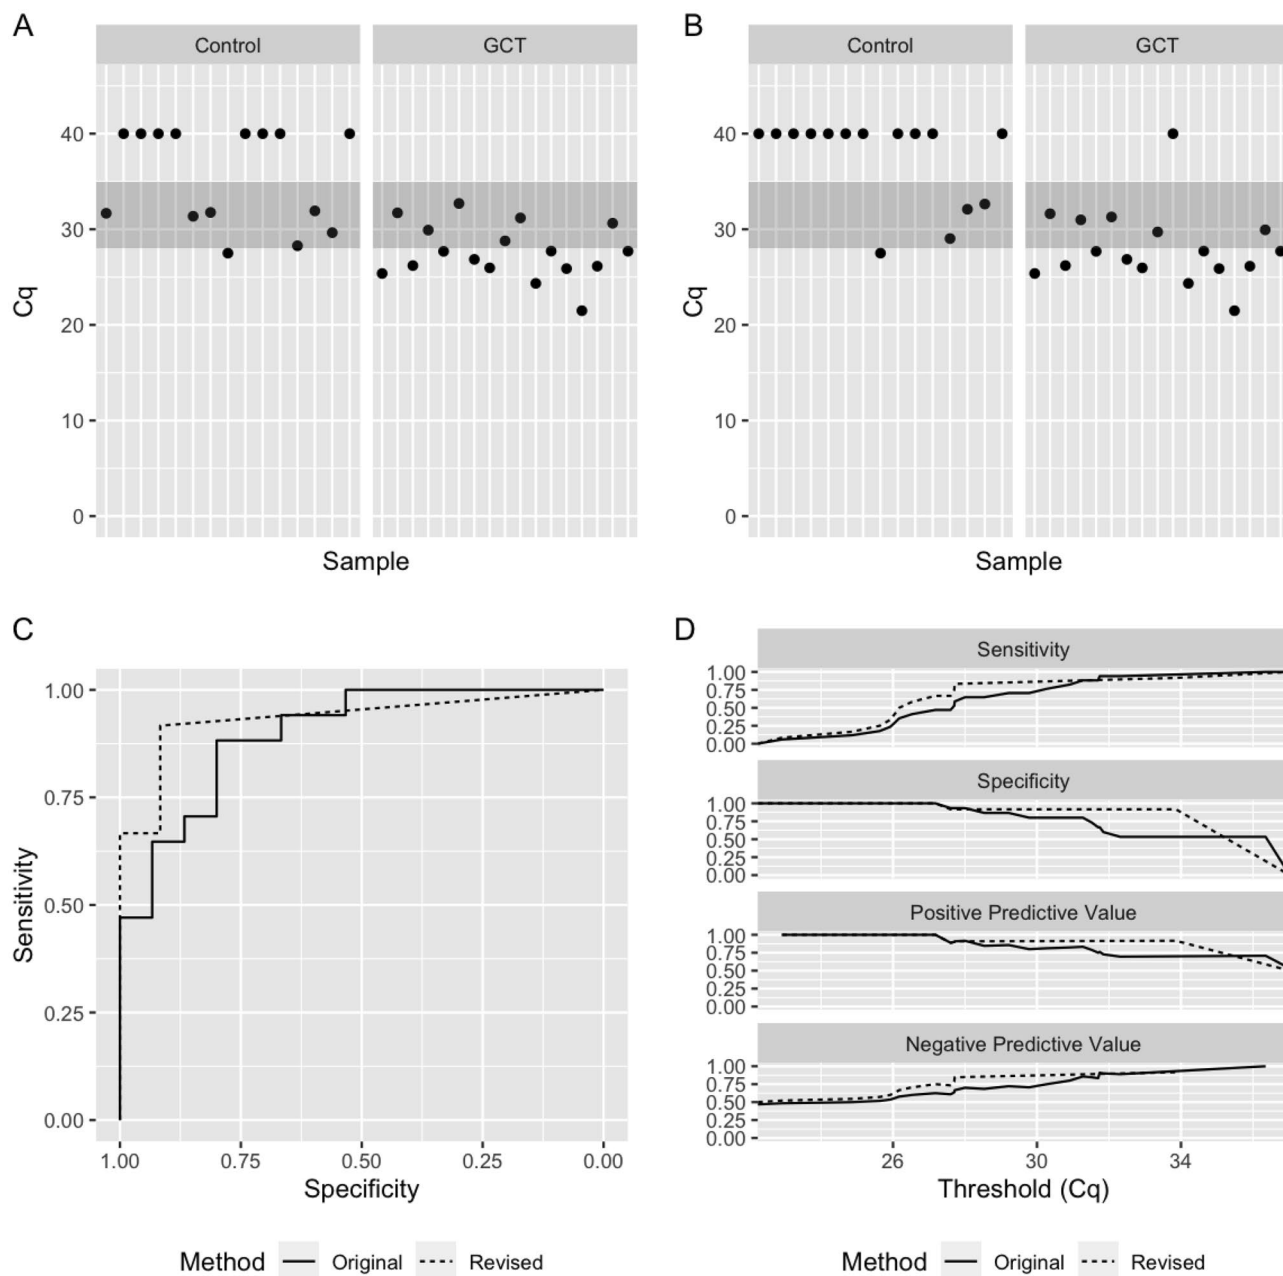 A
Control
GCT
40
30
20
10
0
Cq
Sample
B
Control
GCT
40
30
20
10
0
Cq
Sample
C
1.00
0.75
0.50
0.25
0.00
Sensitivity
1.00
0.75
0.50
0.25
0.00
Specificity
Method
Original
Revised
D
Sensitivity
1.00
0.75
0.50
0.25
0.00
Specificity
1.00
0.75
0.50
0.25
0.00
Positive Predictive Value
1.00
0.75
0.50
0.25
0.00
Negative Predictive Value
1.00
0.75
0.50
0.25
0.00
26
30
34
Threshold (Cq)
Method
Original
Revised